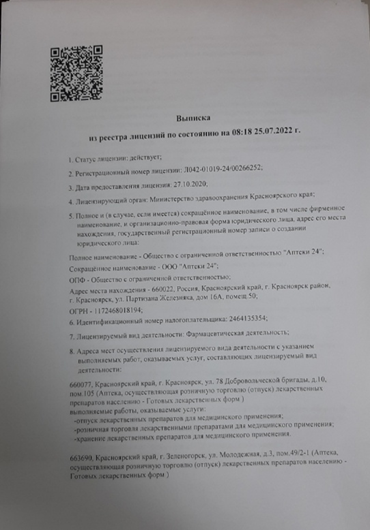 Выписка
из реестра лицензий по состоянию на 08:18 25.07.2022 г.
1. Статус лицензии: действует;
2. Регистрационный номер лицензии: Л042-01019-24/00266252;
3. Дата предоставления лицензии: 27.10.2020;
4. Лицензирующий орган: Министерство здравоохранения Красноярского края;
5. Полное и (в случае, если имеется) сокращённое наименование, в том числе фирменное
наименование, и организационно-правовая форма юридического лица, адрес его места
нахождения, государственный регистрационный номер записи о создании
юридического лица:
Полное наименование - Общество с ограниченной ответственностью "Аптеки 24";
Сокращённое наименование - ООО "Аптеки 24";
ОПФ - Общество с ограниченной ответственностью;
Адрес места нахождения - 660022, Россия, Красноярский край, г. Красноярск район,
г. Красноярск, ул. Партизана Железняка, дом 16А, помещ 50;
ОГРН - 1172468018194;
6. Идентификационный номер налогоплательщика: 2464135354;
7. Лицензируемый вид деятельности: Фармацевтическая деятельность;
8. Адреса мест осуществления лицензируемого вида деятельности с указанием
выполняемых работ, оказываемых услуг, составляющих лицензируемый вид
деятельности:
660077, Красноярский край, г. Красноярск, ул. 78 Добровольческой бригады, д.10,
пом.105 (Аптека, осуществляющая розничную торговлю (отпуск) лекарственных
препаратов населению - Готовых лекарственных форм )
выполняемые работы, оказываемые услуги:
-отпуск лекарственных препаратов для медицинского применения;
-розничная торговля лекарственными препаратами для медицинского применения;
-хранение лекарственных препаратов для медицинского применения
663690, Красноярский край, г. Зеленогорск, ул. Молодежная, д.3, пом.49/2-1 (Аптека,
осуществляющая розничную торговлю (отпуск) лекарственных препаратов населению -
Готовых лекарственных форм )